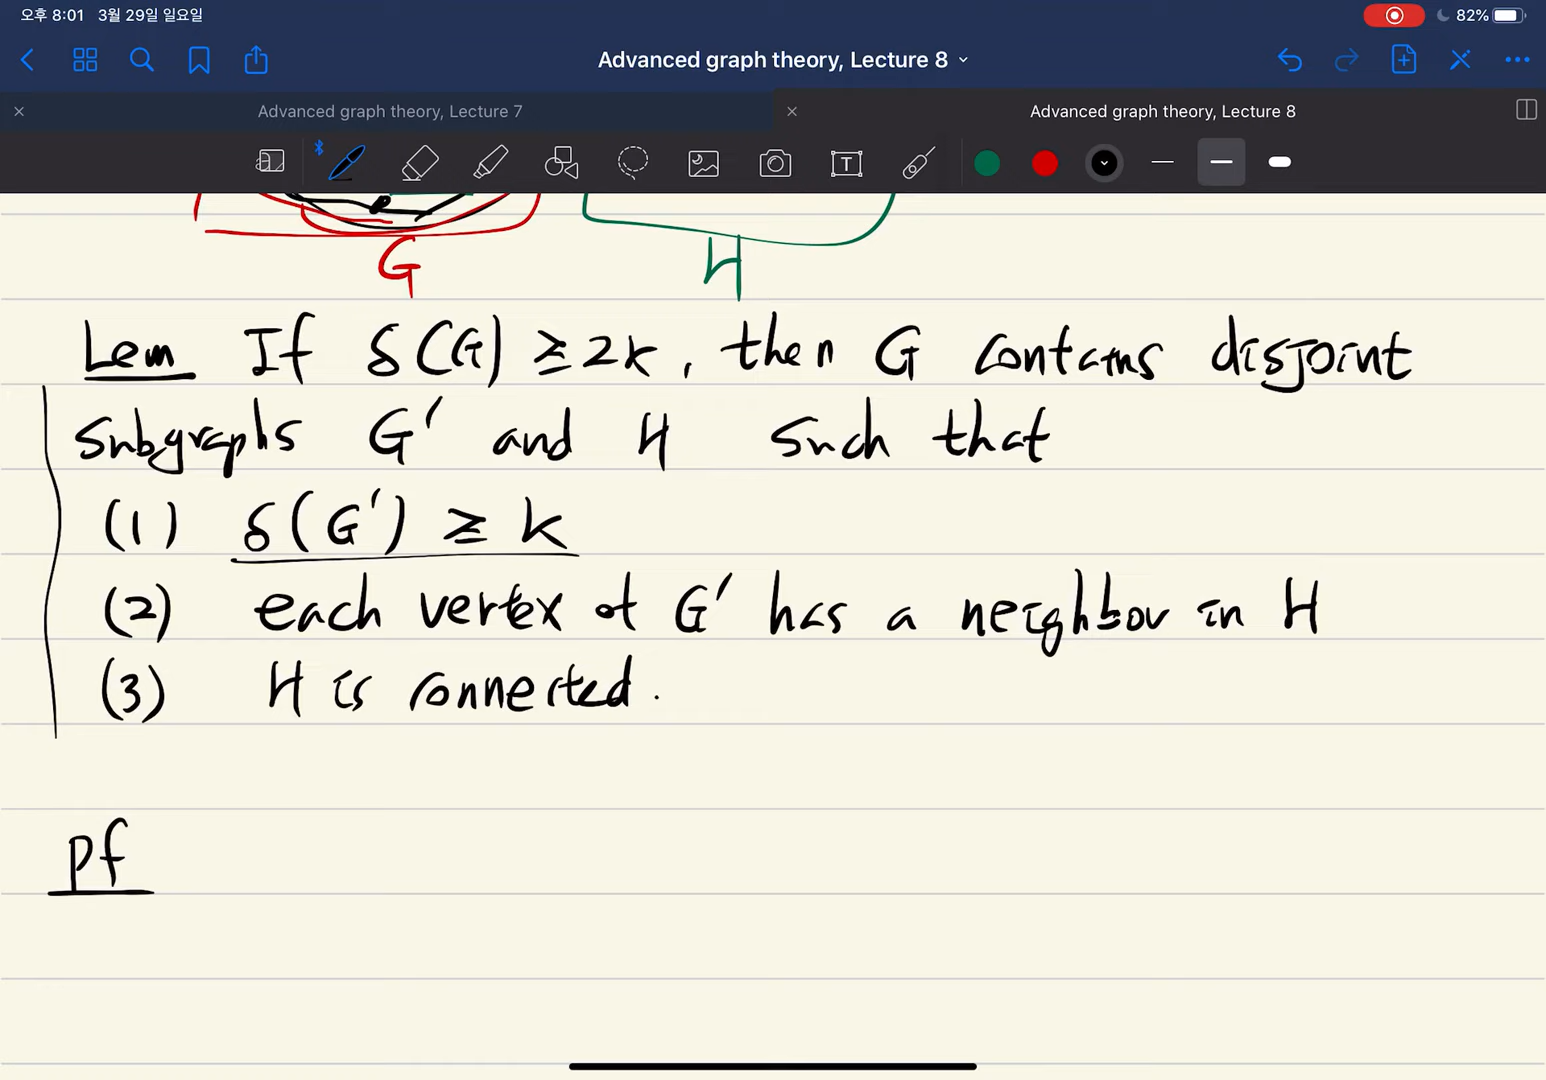 오후 8:01 3월 29일 일요일
82%
Advanced graph theory, Lecture 8
Advanced graph theory, Lecture 7
Advanced graph theory, Lecture 8
T
G
H
Lem If δ(G) ≥ 2k, then G contains disjoint
subgraphs G' and H such that
(1) δ(G') ≥ k
(2) each vertex of G' has a neighbor in H
(3) H is connected.
pf